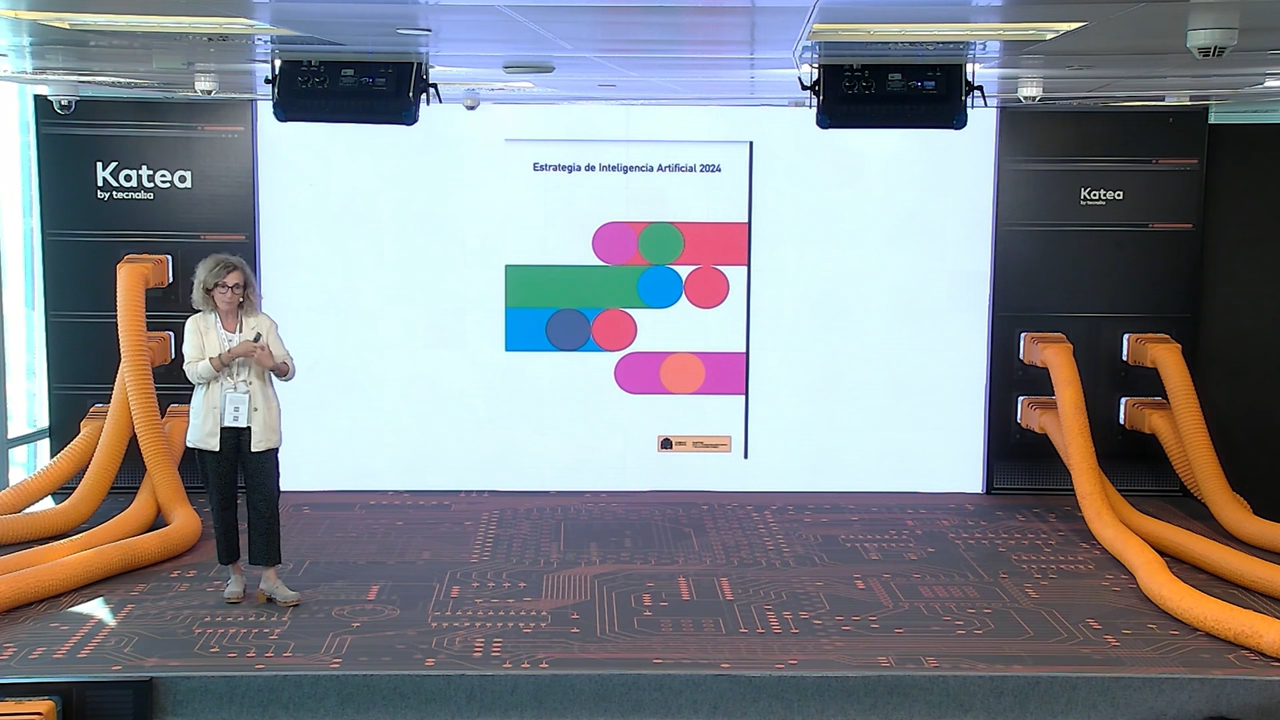 Katea
by tecnalia
Estrategia de Inteligencia Artificial 2024
Katea
by tecnalia